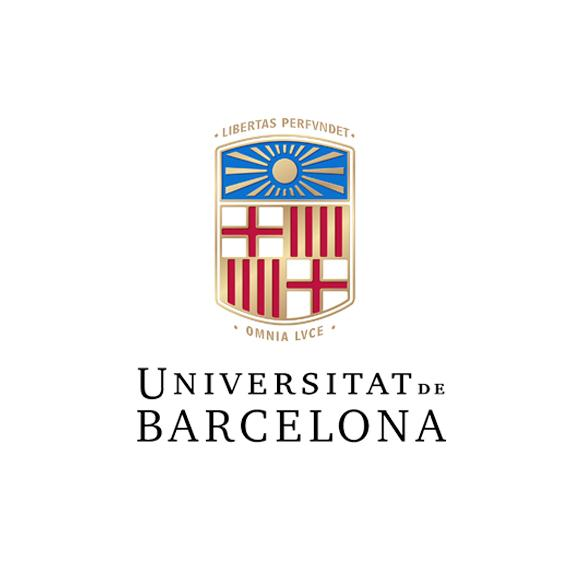 · LIBERTAS PERFVNDET ·
· OMNIA LVCE ·
UNIVERSITAT DE
BARCELONA